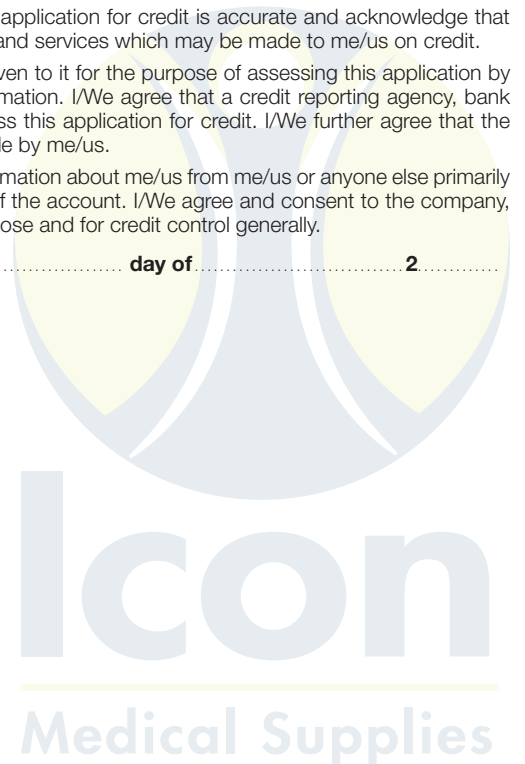 application for credit is accurate and acknowledge that
and services which may be made to me/us on credit.
ven to it for the purpose of assessing this application by
mation. I/We agree that a credit reporting agency, bank
ss this application for credit. I/We further agree that the
le by me/us.
rmation about me/us from me/us or anyone else primarily
f the account. I/We agree and consent to the company,
ose and for credit control generally.
................... day of ............................... 2............
Icon
Medical Supplies